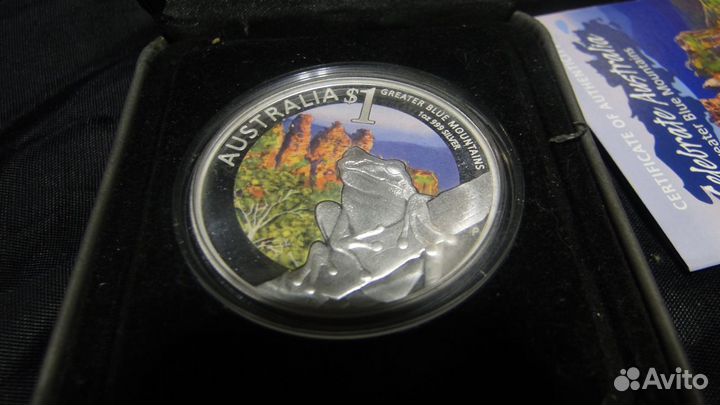 AUSTRALIA $1
GREATER BLUE MOUNTAINS
1oz 999 SILVER
Celebrate Australia
Greater Blue Mountains
CERTIFICATE OF AUTHENTICITY
Avito